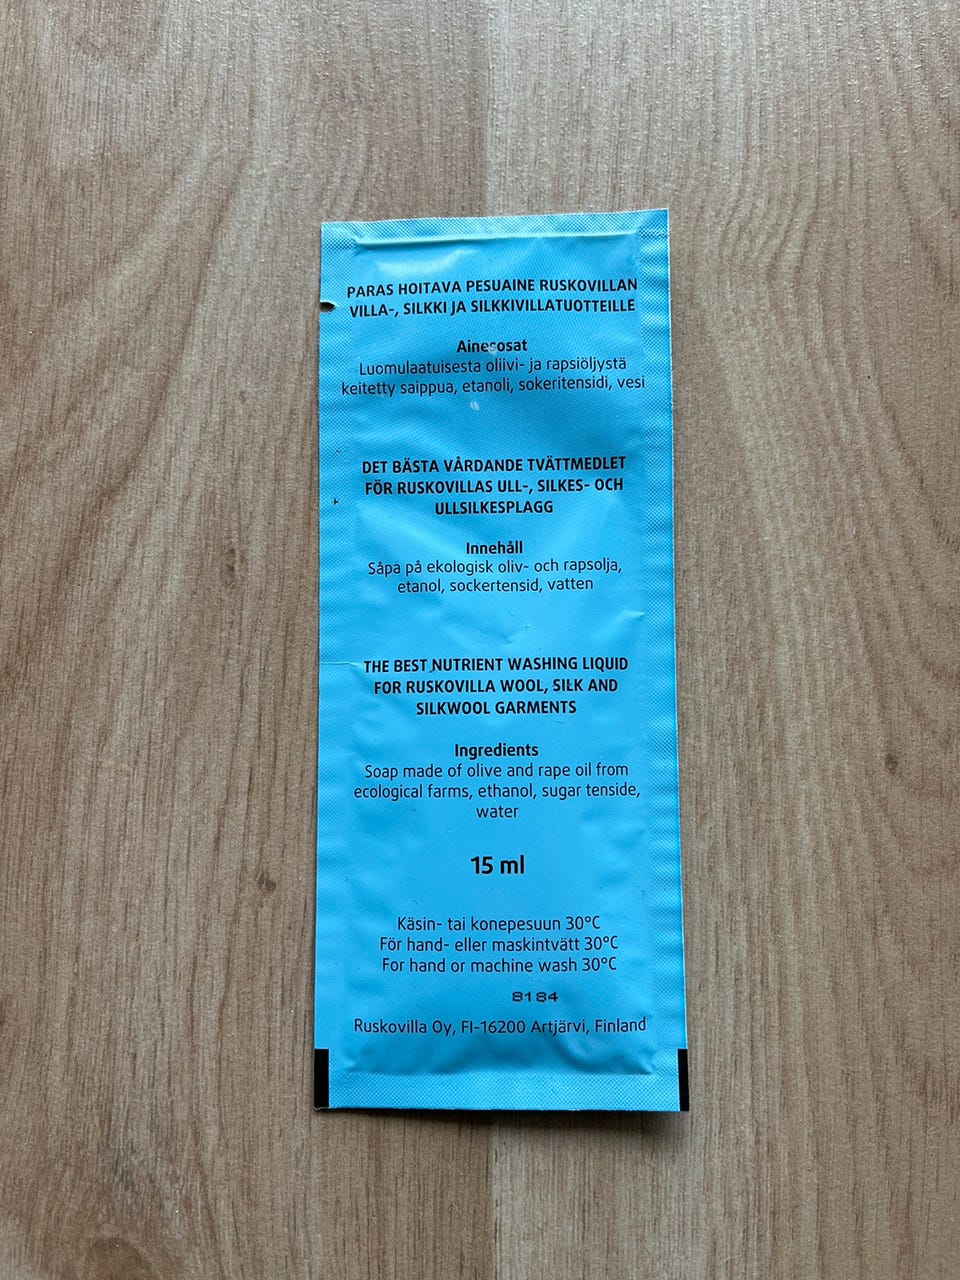 PARAS HOITAVA PESUAINE RUSKOVILLAN
VILLA-, SILKKI JA SILKKIVILLATUOTTEILLE
Ainesosat
Luomulaatuisesta oliivi- ja rapsiöljystä
keitetty saippua, etanoli, sokeritensidi, vesi
DET BÄSTA VÅRDANDE TVÄTTMEDLET
FÖR RUSKOVILLAS ULL-, SILKES- OCH
ULLSILKESPLAGG
Innehåll
Såpa på ekologisk oliv- och rapsolja,
etanol, sockertensid, vatten
THE BEST NUTRIENT WASHING LIQUID
FOR RUSKOVILLA WOOL, SILK AND
SILKWOOL GARMENTS
Ingredients
Soap made of olive and rape oil from
ecological farms, ethanol, sugar tenside,
water
15 ml
Käsin- tai konepesuun 30°C
För hand- eller maskintvätt 30°C
For hand or machine wash 30°C
8184
Ruskovilla Oy, FI-16200 Artjärvi, Finland